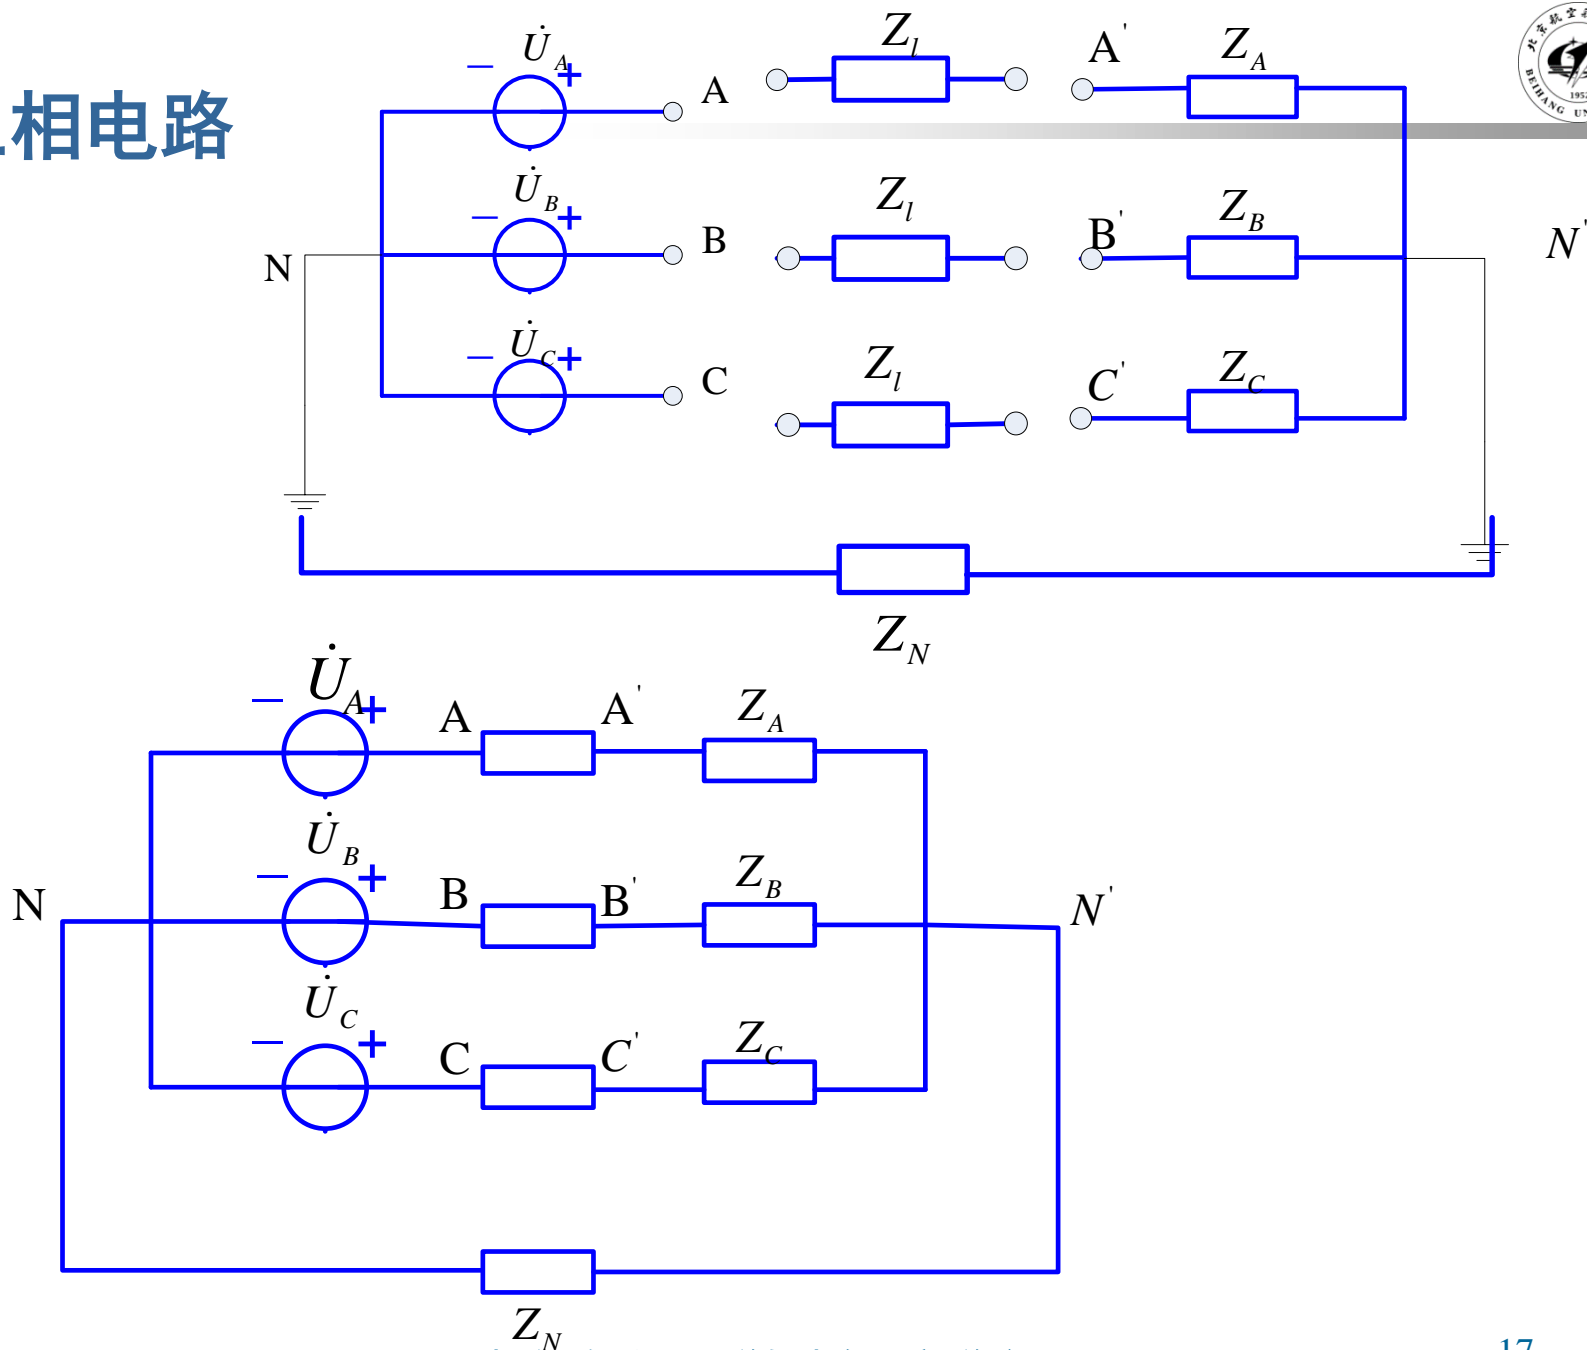 相电路
U̇A
− +
A
Zl
A'
ZA
U̇B
− +
B
Zl
B'
ZB
N
N'
U̇C
− +
C
Zl
C'
ZC
ZN
U̇A
− +
A
A'
ZA
U̇B
− +
B
B'
ZB
N
N'
U̇C
− +
C
C'
ZC
ZN
17